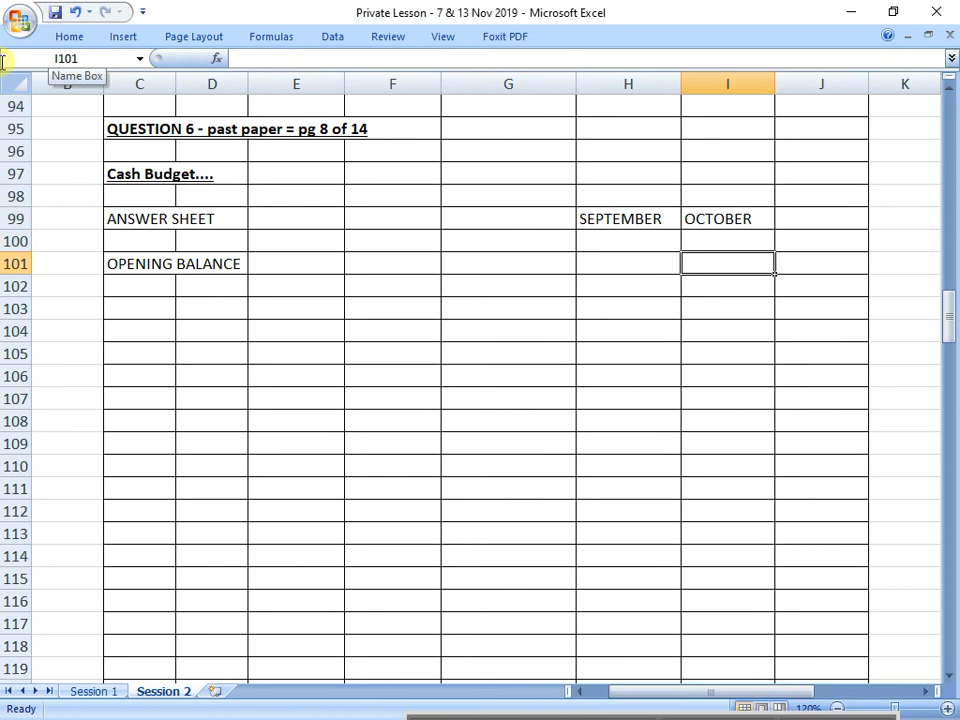 Private Lesson - 7 & 13 Nov 2019 - Microsoft Excel
Home Insert Page Layout Formulas Data Review View Foxit PDF
I101 fx
Name Box
B C D E F G H I J K
94
95 QUESTION 6 - past paper = pg 8 of 14
96
97 Cash Budget....
98
99 ANSWER SHEET SEPTEMBER OCTOBER
100
101 OPENING BALANCE
102
103
104
105
106
107
108
109
110
111
112
113
114
115
116
117
118
119
Session 1 Session 2
Ready 120%